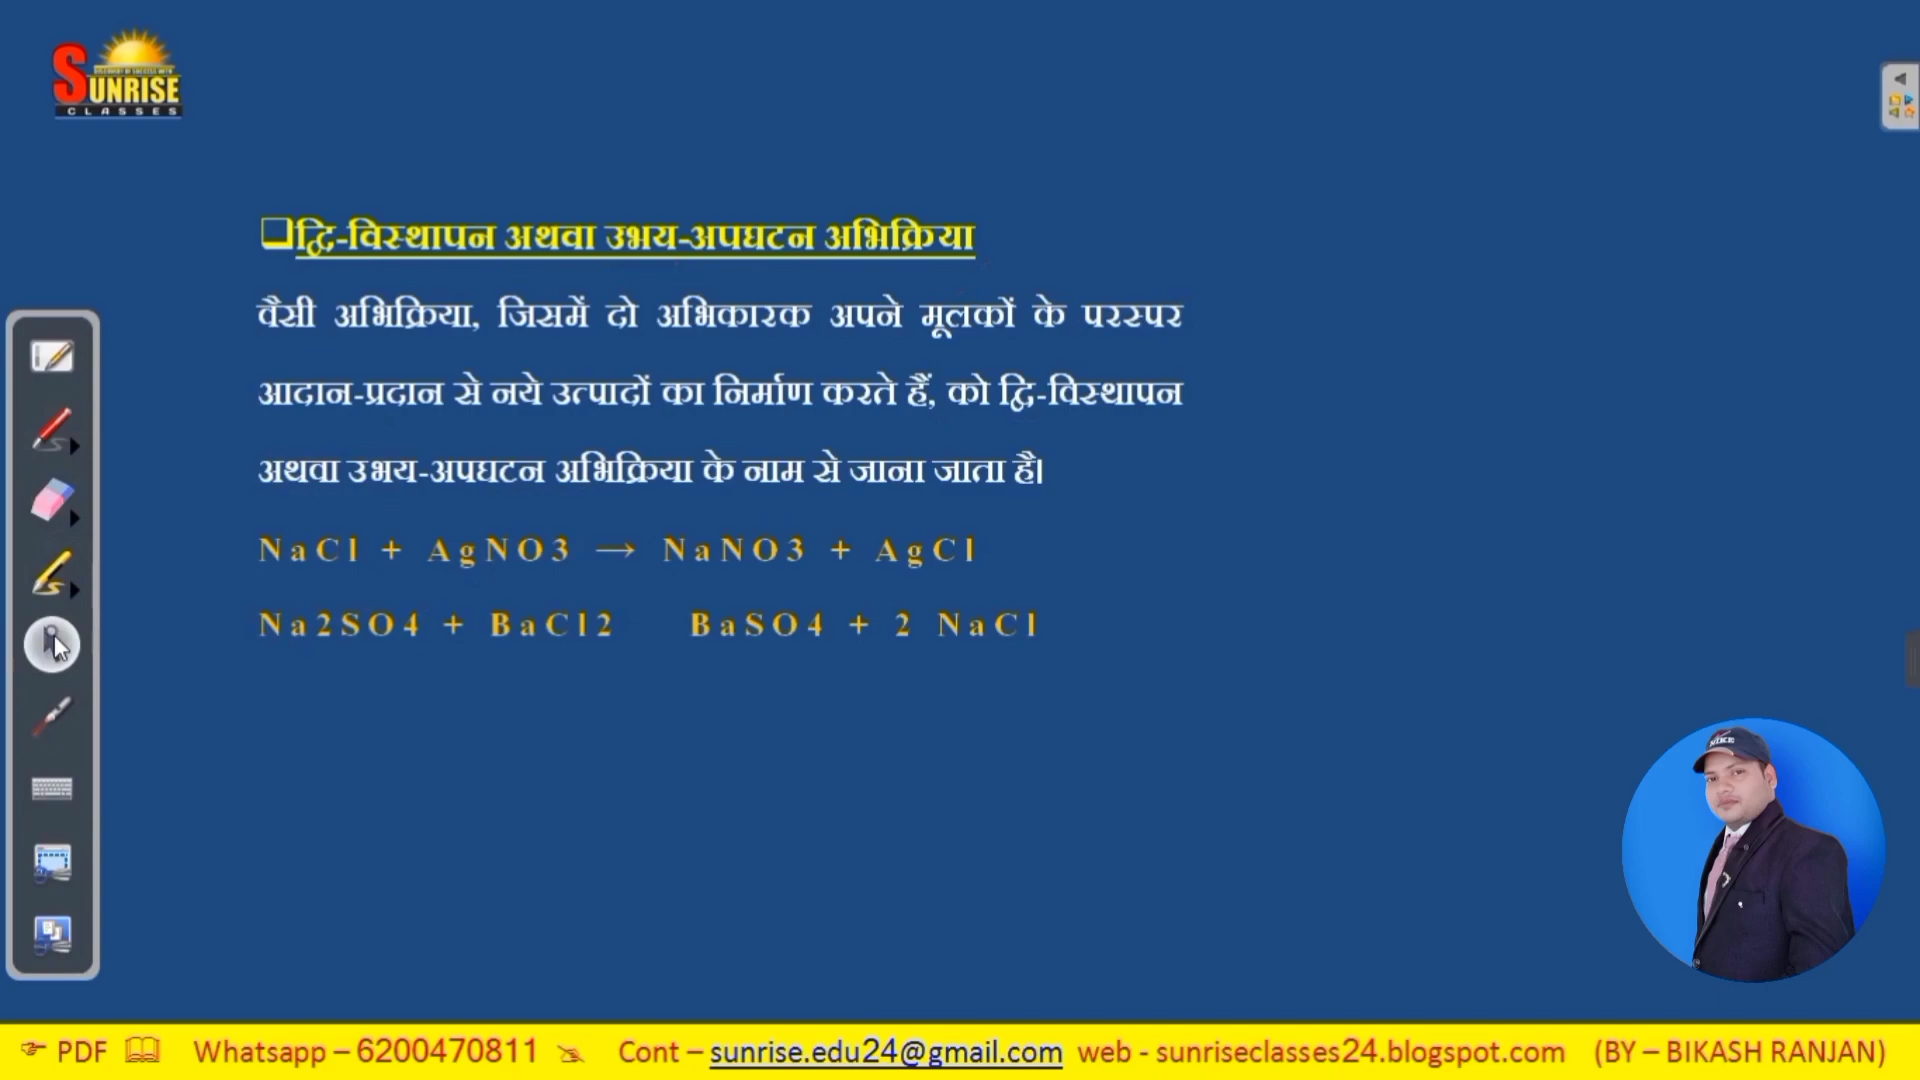 SUNRISE
CLASSES
द्वि-विस्थापन अथवा उभय-अपघटन अभिक्रिया
वैसी अभिक्रिया, जिसमें दो अभिकारक अपने मूलकों के परस्पर
आदान-प्रदान से नये उत्पादों का निर्माण करते हैं, को द्वि-विस्थापन
अथवा उभय-अपघटन अभिक्रिया के नाम से जाना जाता है।
NaCl + AgNO3 → NaNO3 + AgCl
Na2SO4 + BaCl2 BaSO4 + 2 NaCl
NIKE
PDF Whatsapp – 6200470811 Cont – sunrise.edu24@gmail.com web - sunriseclasses24.blogspot.com (BY – BIKASH RANJAN)